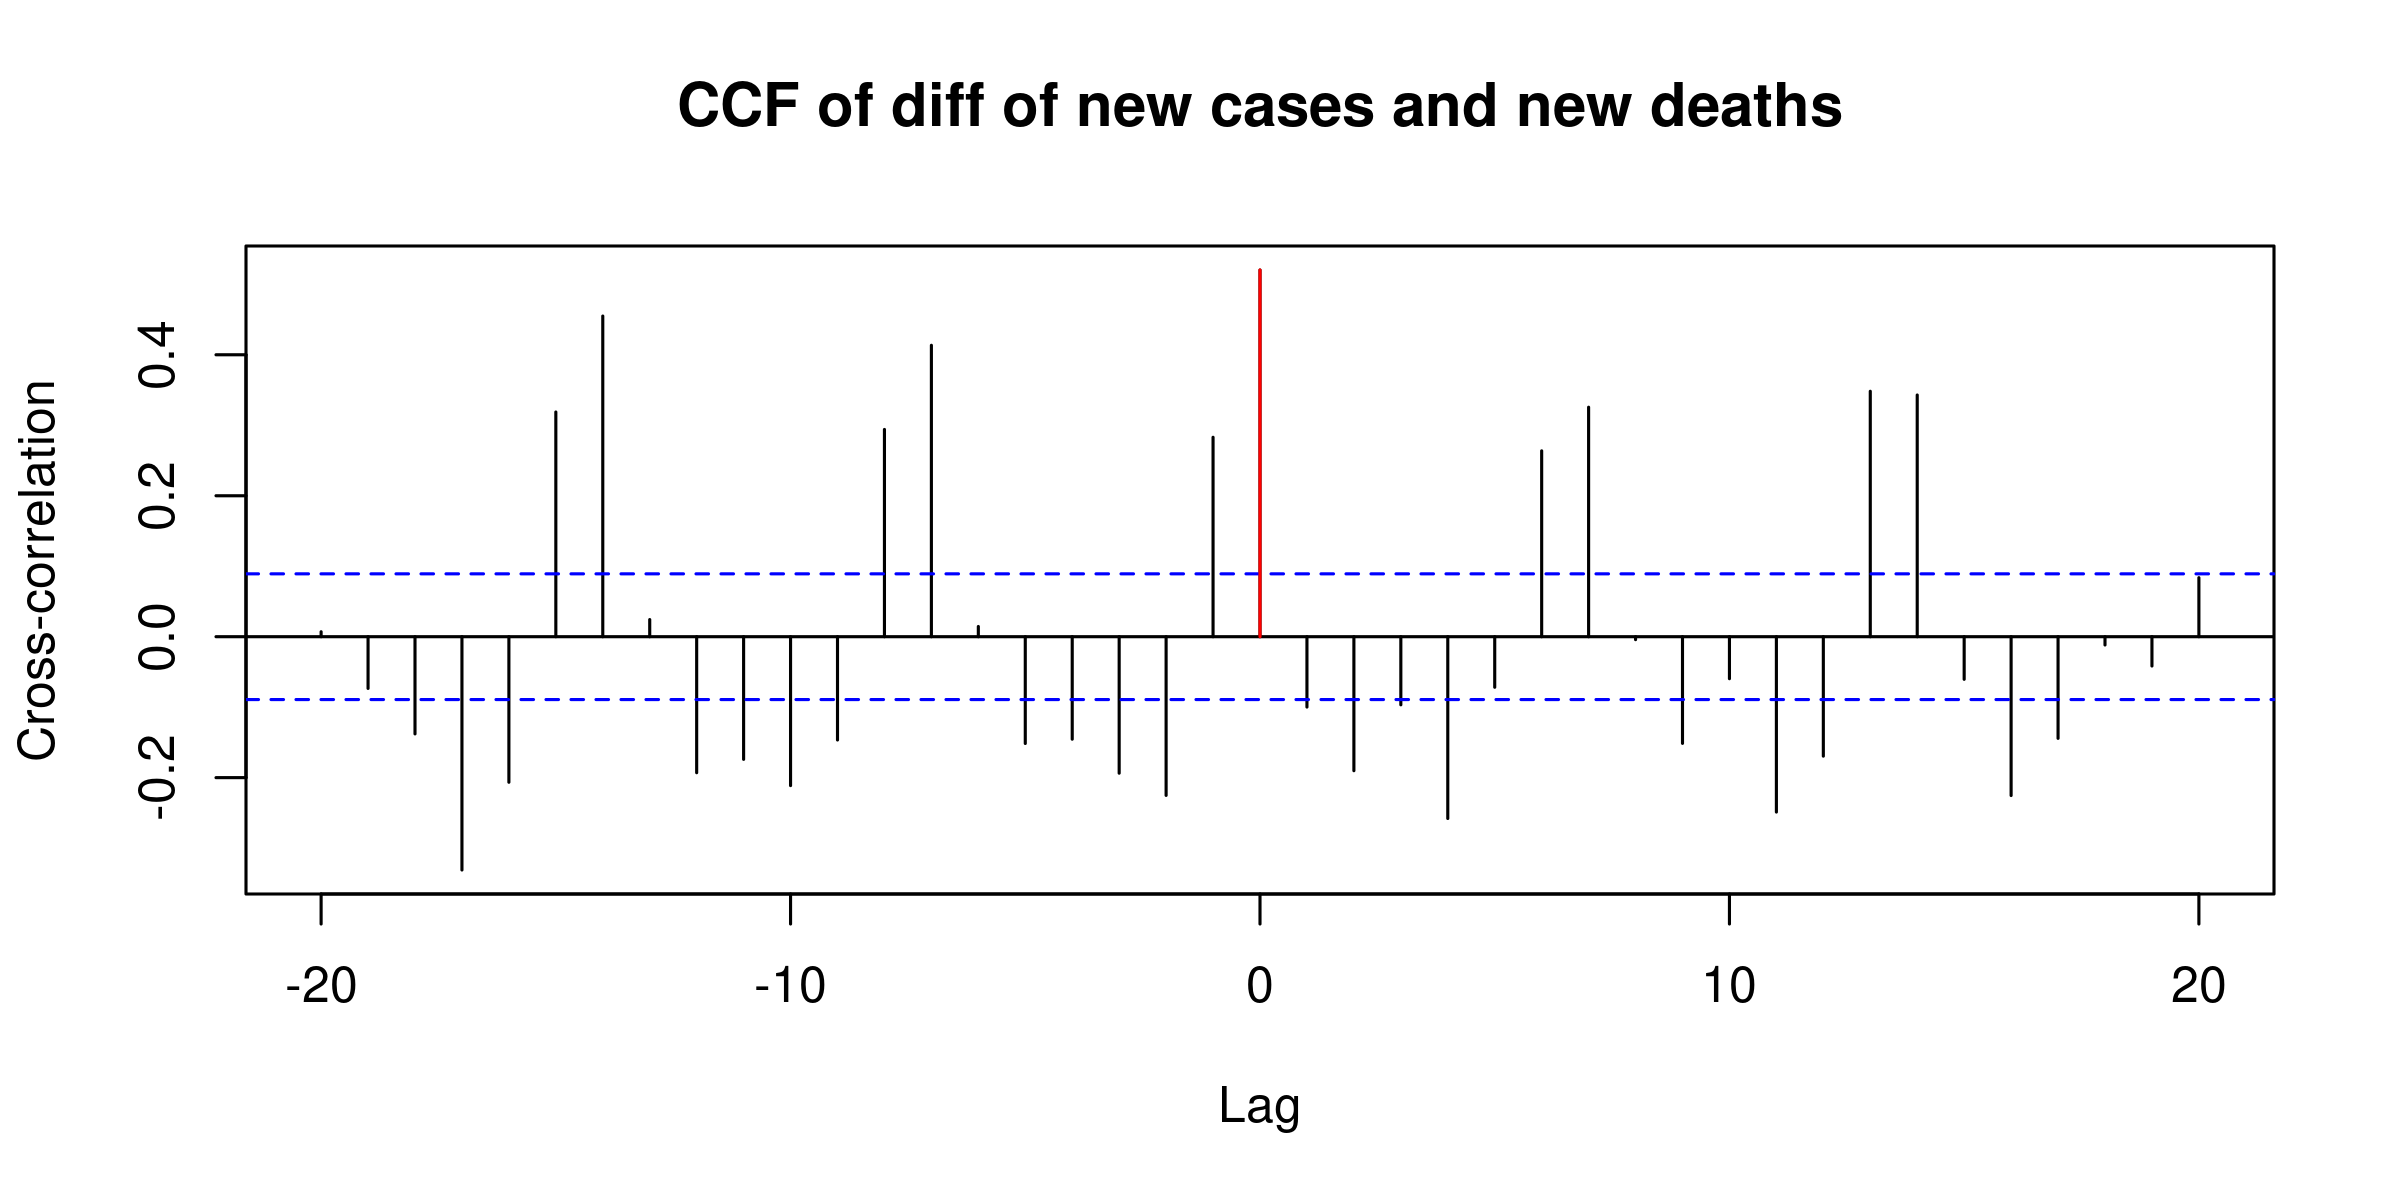 CCF of diff of new cases and new deaths
Cross-correlation
0.4
0.2
0.0
-0.2
-20 -10 0 10 20
Lag